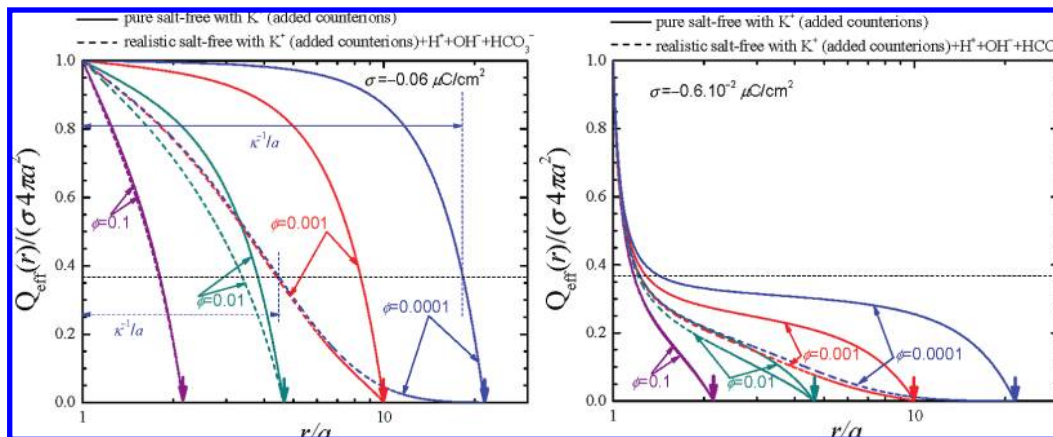 pure salt-free with K⁺ (added counterions)
realistic salt-free with K⁺ (added counterions)+H⁺+OH⁻+HCO₃⁻
σ=−0.06 μC/cm²
Q_eff(r)/(σ4πa²)
1.0
0.8
0.6
0.4
0.2
0.0
κ⁻¹/a
ϕ=0.1
ϕ=0.01
ϕ=0.001
ϕ=0.0001
κ⁻¹/a
1
10
r/a
pure salt-free with K⁺ (added counterions)
realistic salt-free with K⁺ (added counterions)+H⁺+OH⁻+HCO
σ=−0.6.10⁻² μC/cm²
Q_eff(r)/(σ4πa²)
1.0
0.8
0.6
0.4
0.2
0.0
ϕ=0.1
ϕ=0.01
ϕ=0.001
ϕ=0.0001
1
10
r/a